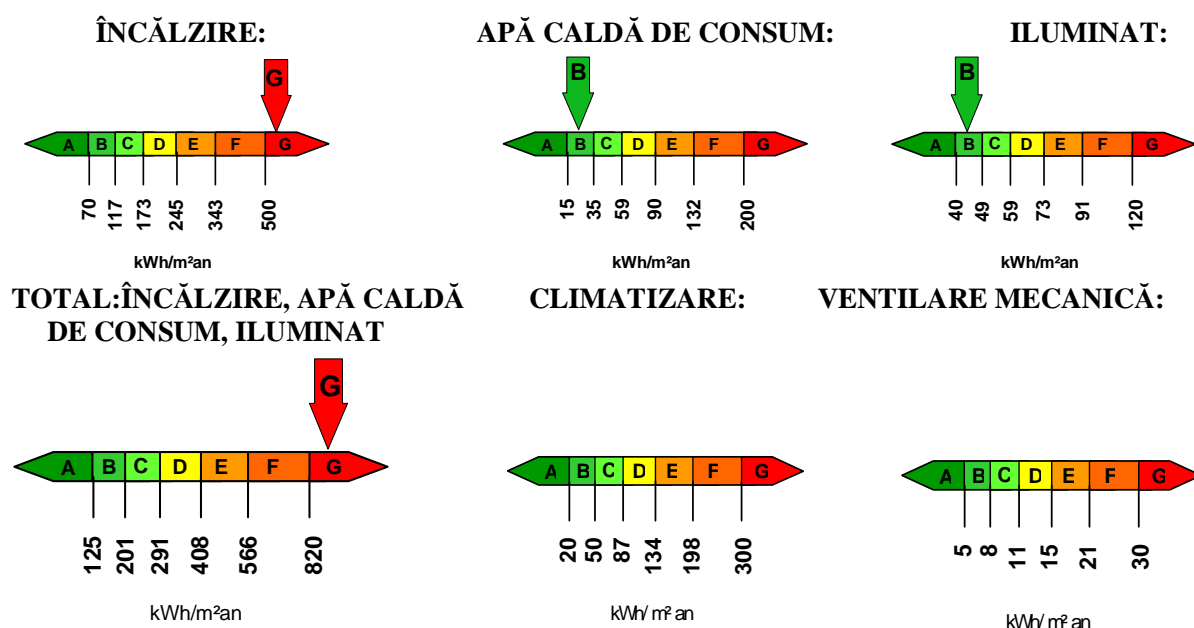 ÎNCĂLZIRE: APĂ CALDĂ DE CONSUM: ILUMINAT:
G B B
A B C D E F G A B C D E F G A B C D E F G
70 117 173 245 343 500 15 35 59 90 132 200 40 49 59 73 91 120
kWh/m²an kWh/m²an kWh/m²an
TOTAL:ÎNCĂLZIRE, APĂ CALDĂ CLIMATIZARE: VENTILARE MECANICĂ:
DE CONSUM, ILUMINAT
G
A B C D E F G A B C D E F G A B C D E F G
125 201 291 408 566 820 20 50 87 134 198 300 5 8 11 15 21 30
kWh/m²an kWh/m² an kWh/m² an